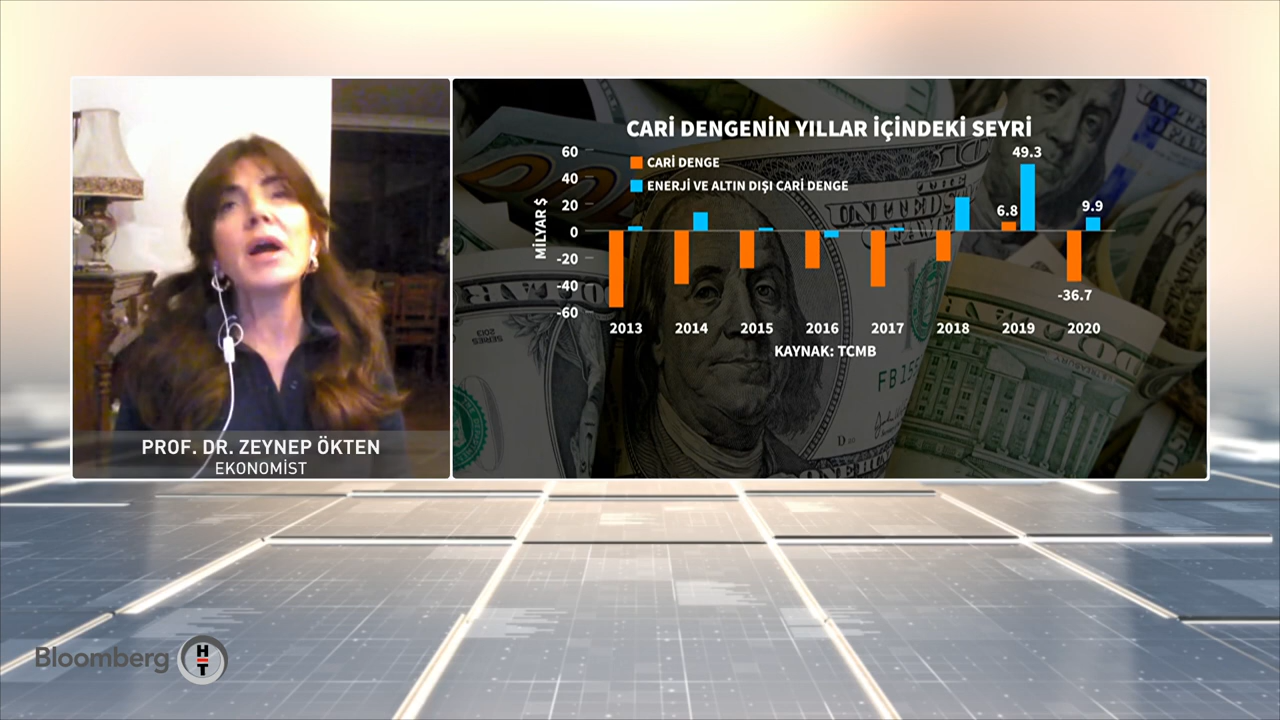 CARİ DENGENİN YILLAR İÇİNDEKİ SEYRİ
CARİ DENGE
ENERJİ VE ALTIN DIŞI CARİ DENGE
MİLYAR $
60
40
20
0
-20
-40
-60
6.8
49.3
-36.7
9.9
2013
2014
2015
2016
2017
2018
2019
2020
KAYNAK: TCMB
PROF. DR. ZEYNEP ÖKTEN
EKONOMİST
Bloomberg HT
SERIES
2013